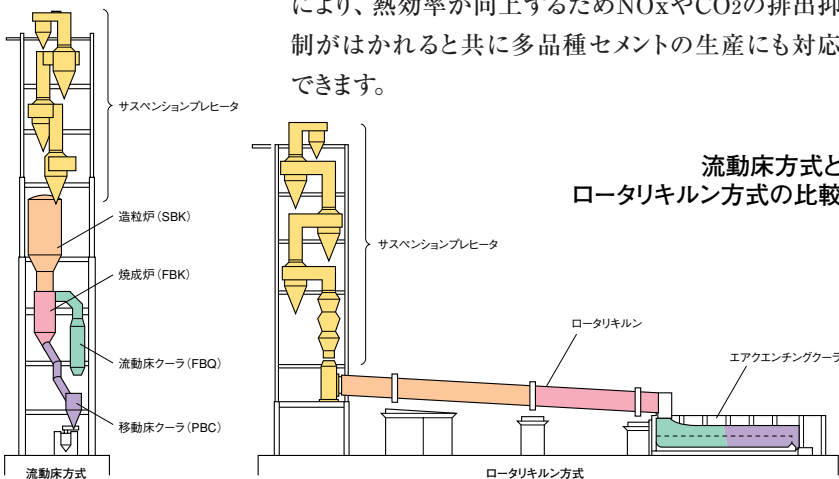 により、熱効率が向上するためNOxやCO2の排出抑
制がはかれると共に多品種セメントの生産にも対応
できます。
流動床方式と
ロータリキルン方式の比較
サスペンションプレヒータ
造粒炉(SBK)
焼成炉(FBK)
流動床クーラ(FBQ)
移動床クーラ(PBC)
流動床方式
サスペンションプレヒータ
ロータリキルン
エアクエンチングクーラ
ロータリキルン方式